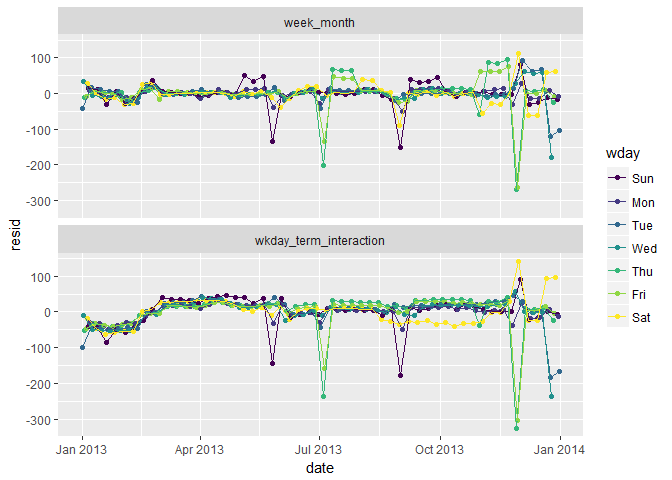 week_month
100
0
-100
-200
-300
wkday_term_interaction
100
0
-100
-200
-300
resid
Jan 2013
Apr 2013
Jul 2013
Oct 2013
Jan 2014
date
wday
Sun
Mon
Tue
Wed
Thu
Fri
Sat